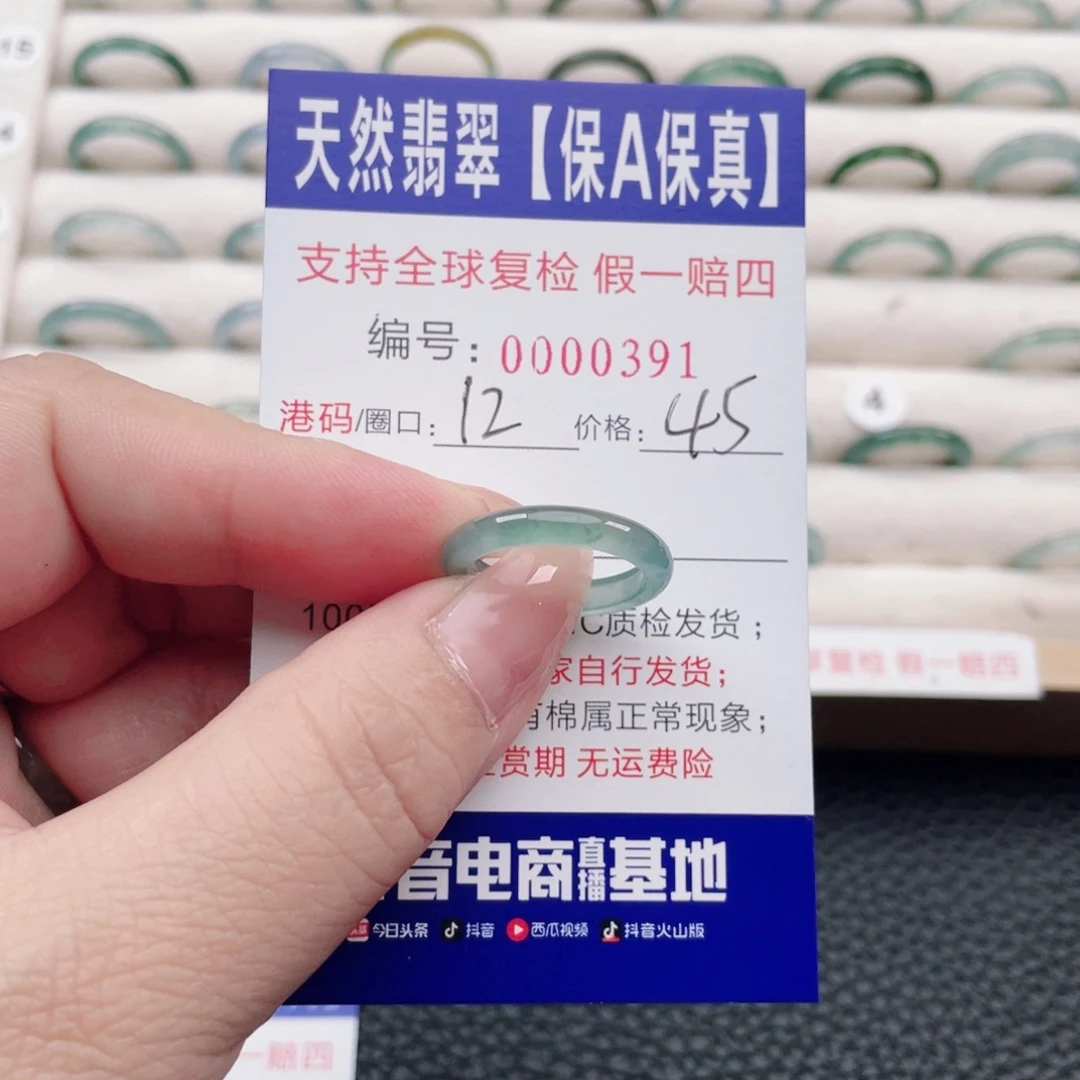 天然翡翠【保A保真】
支持全球复检 假一赔四
编号：0000391
港码/圈口：12 价格：45
100
C质检发货；
家自行发货；
有棉属正常现象；
赏期 无运费险
音电商直播基地
今日头条 抖音 西瓜视频 抖音火山版
15
4
复检 假一赔四
一赔四